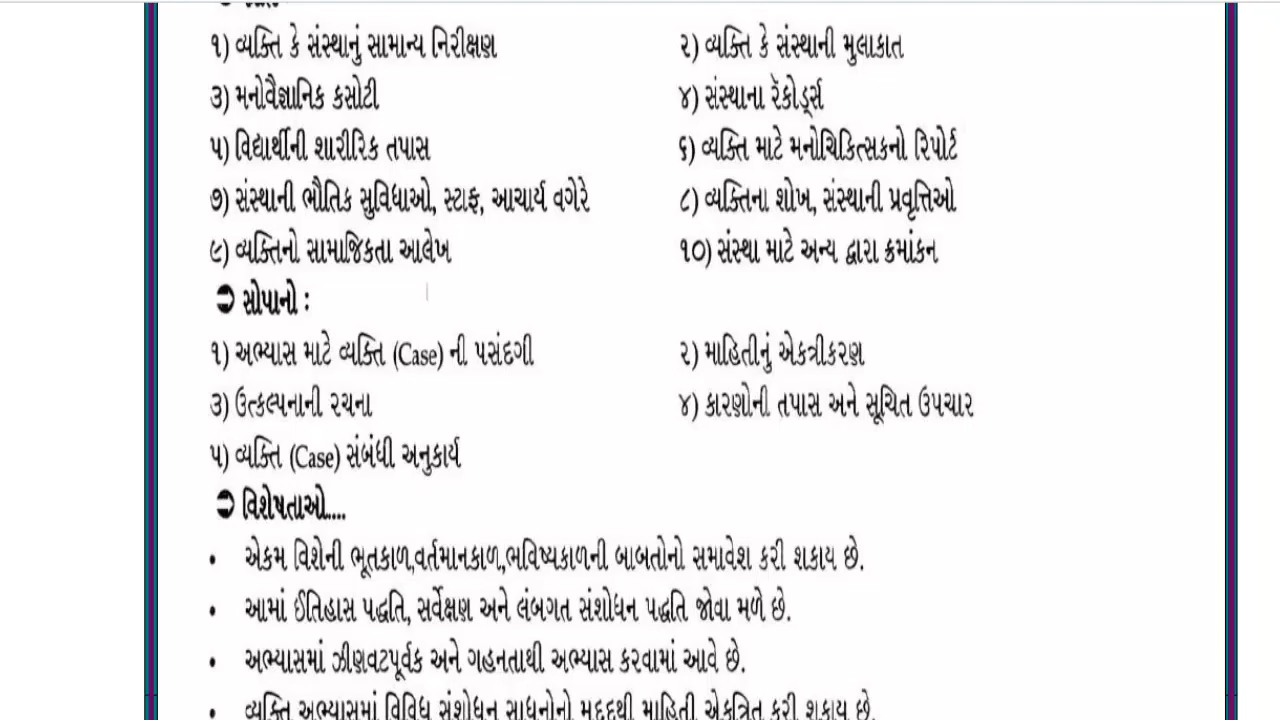 ૧) વ્યક્તિ કે સંસ્થાનું સામાન્ય નિરીક્ષણ ૨) વ્યક્તિ કે સંસ્થાની મુલાકાત
૩) મનોવૈજ્ઞાનિક કસોટી ૪) સંસ્થાના રૅકોર્ડ્સ
૫) વિદ્યાર્થીની શારીરિક તપાસ ૬) વ્યક્તિ માટે મનોચિકિત્સકનો રિપોર્ટ
૭) સંસ્થાની ભૌતિક સુવિધાઓ, સ્ટાફ, આચાર્ય વગેરે ૮) વ્યક્તિના શોખ, સંસ્થાની પ્રવૃત્તિઓ
૯) વ્યક્તિનો સામાજિકતા આલેખ ૧૦) સંસ્થા માટે અન્ય દ્વારા ક્રમાંકન
➲ સોપાનો :
૧) અભ્યાસ માટે વ્યક્તિ (Case) ની પસંદગી ૨) માહિતીનું એકત્રીકરણ
૩) ઉત્કલ્પનાની રચના ૪) કારણોની તપાસ અને સૂચિત ઉપચાર
૫) વ્યક્તિ (Case) સંબંધી અનુકાર્ય
➲ વિશેષતાઓ....
• એકમ વિશેની ભૂતકાળ,વર્તમાનકાળ,ભવિષ્યકાળની બાબતોનો સમાવેશ કરી શકાય છે.
• આમાં ઈતિહાસ પદ્ધતિ, સર્વેક્ષણ અને લંબગત સંશોધન પદ્ધતિ જોવા મળે છે.
• અભ્યાસમાં ઝીણવટપૂર્વક અને ગહનતાથી અભ્યાસ કરવામાં આવે છે.
• વ્યક્તિ અભ્યાસમાં વિવિધ સંશોધન સાધનોનો મદદથી માહિતી એકત્રિત કરી શકાય છે.